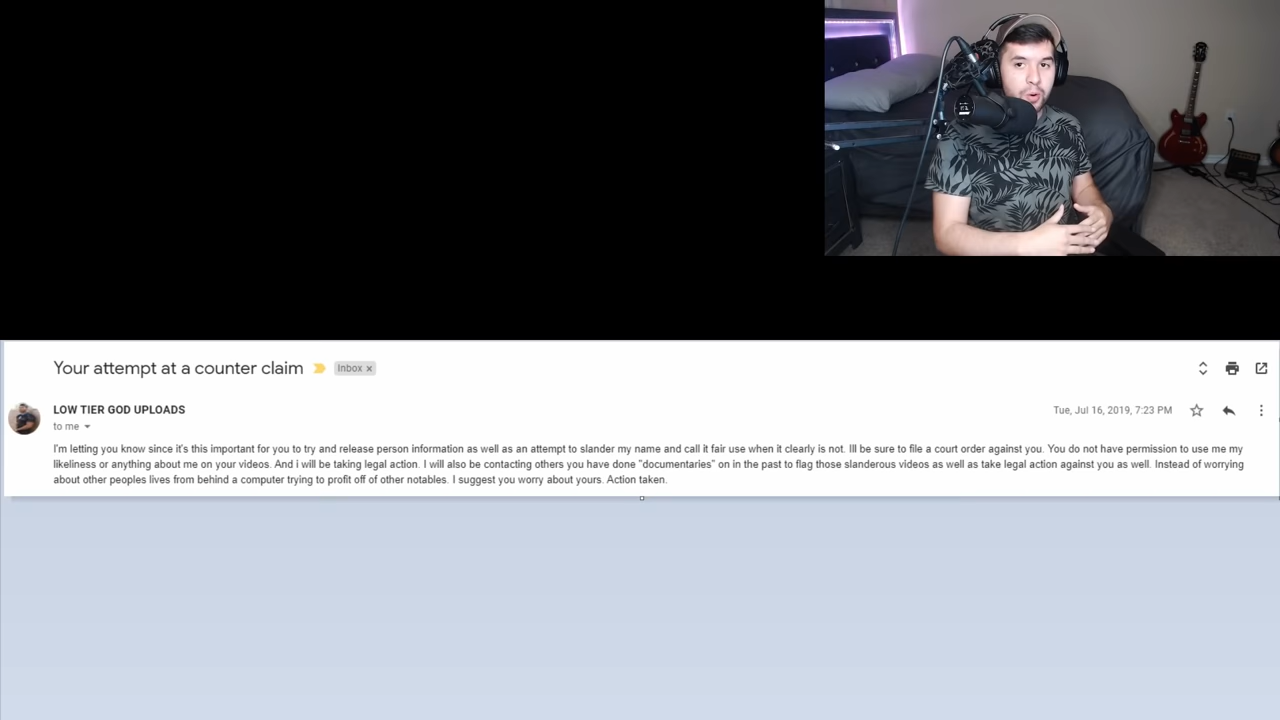 Your attempt at a counter claim
Inbox ×
LOW TIER GOD UPLOADS
Tue, Jul 16, 2019, 7:23 PM
to me
I'm letting you know since it's this important for you to try and release person information as well as an attempt to slander my name and call it fair use when it clearly is not. Ill be sure to file a court order against you. You do not have permission to use me my
likeliness or anything about me on your videos. And i will be taking legal action. I will also be contacting others you have done "documentaries" on in the past to flag those slanderous videos as well as take legal action against you as well. Instead of worrying
about other peoples lives from behind a computer trying to profit off of other notables. I suggest you worry about yours. Action taken.